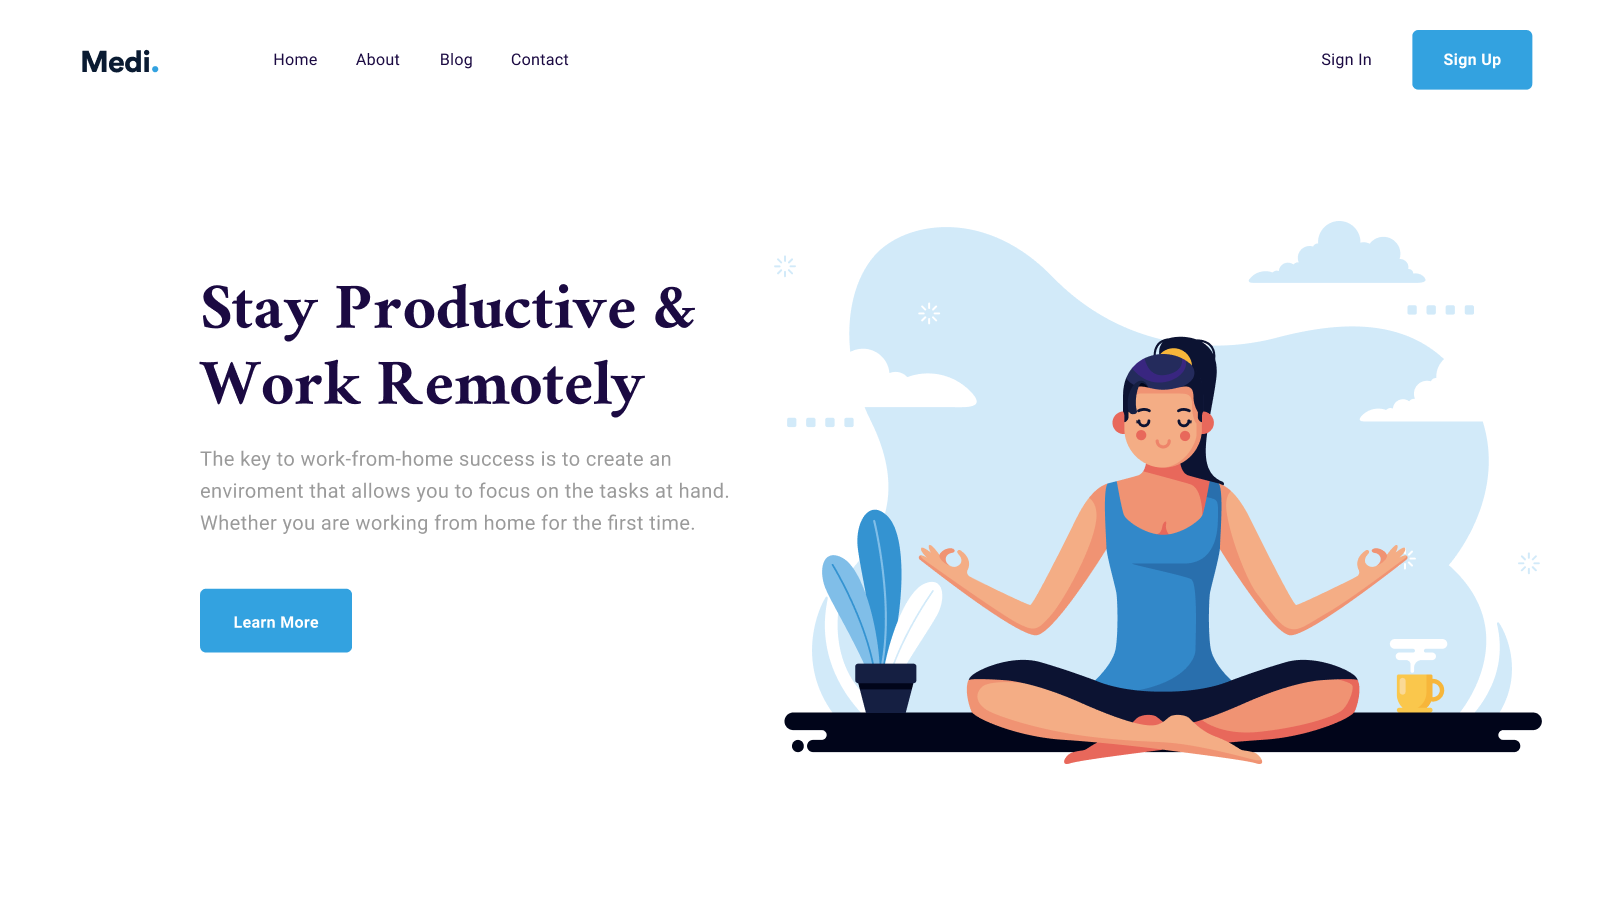 Medi.
Home About Blog Contact
Sign In
Sign Up
Stay Productive &
Work Remotely
The key to work-from-home success is to create an
enviroment that allows you to focus on the tasks at hand.
Whether you are working from home for the first time.
Learn More